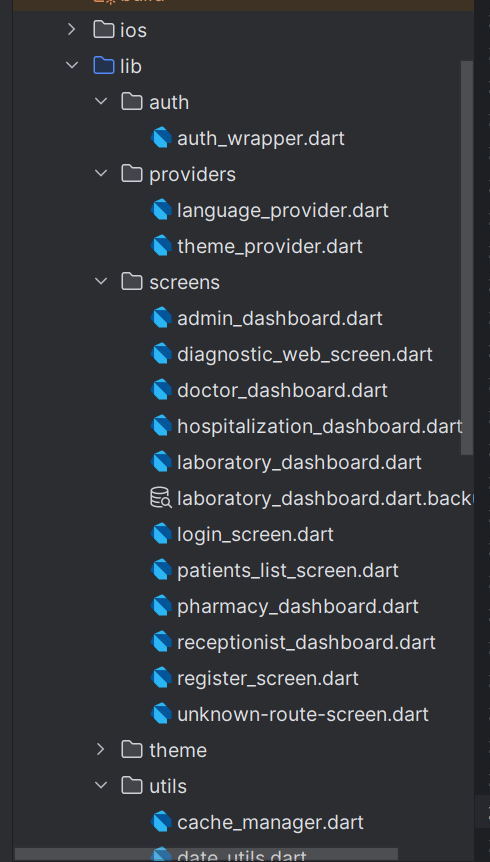 build
ios
lib
auth
auth_wrapper.dart
providers
language_provider.dart
theme_provider.dart
screens
admin_dashboard.dart
diagnostic_web_screen.dart
doctor_dashboard.dart
hospitalization_dashboard.dart
laboratory_dashboard.dart
laboratory_dashboard.dart.back
login_screen.dart
patients_list_screen.dart
pharmacy_dashboard.dart
receptionist_dashboard.dart
register_screen.dart
unknown-route-screen.dart
theme
utils
cache_manager.dart
date_utils.dart